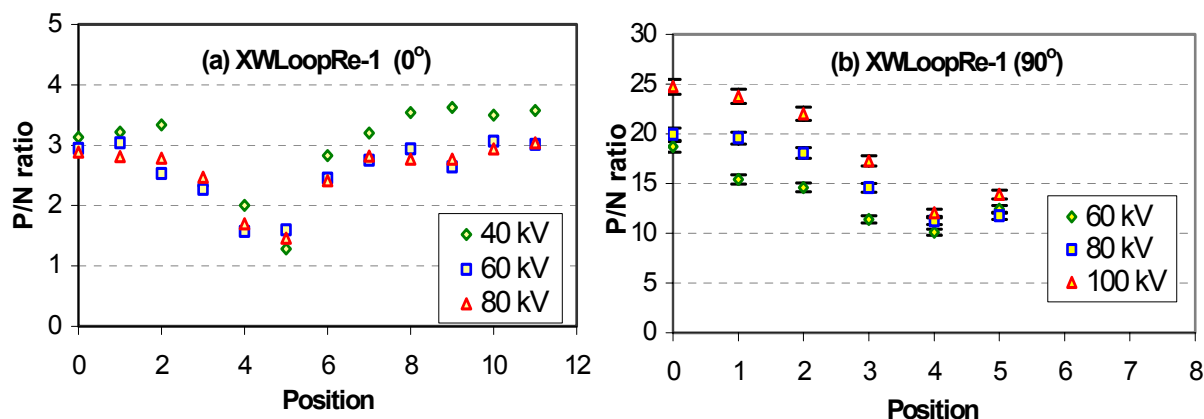 (a) XWLoopRe-1 (0°)
P/N ratio
5
4
3
2
1
0
0 2 4 6 8 10 12
Position
40 kV
60 kV
80 kV
(b) XWLoopRe-1 (90°)
P/N ratio
30
25
20
15
10
5
0
0 1 2 3 4 5 6 7 8
Position
60 kV
80 kV
100 kV